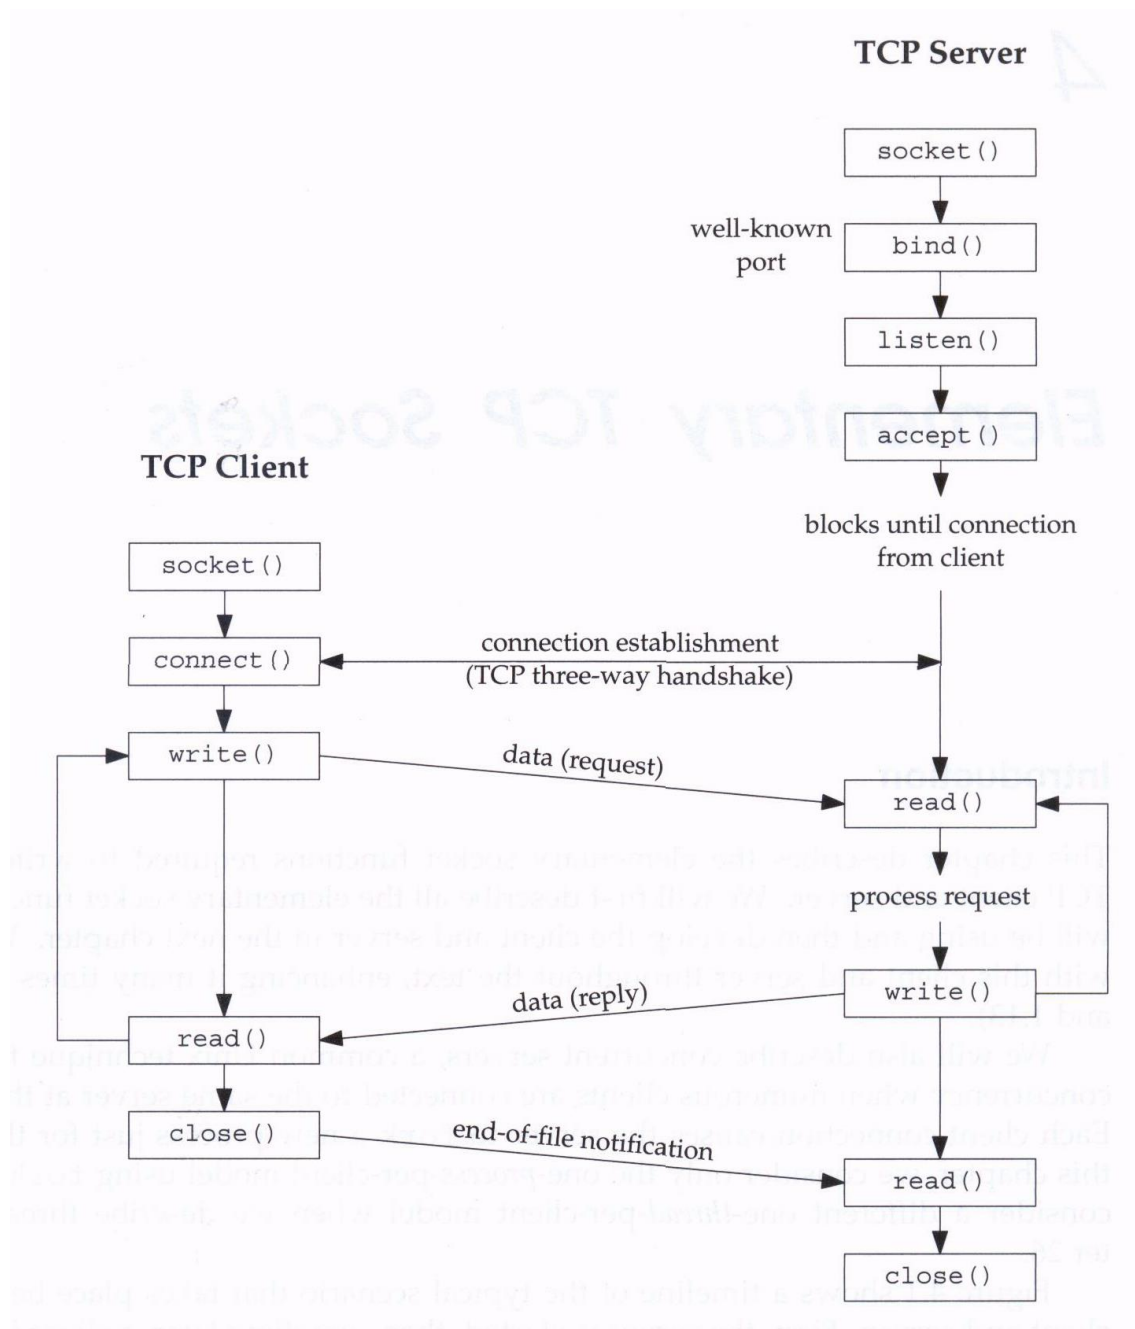 TCP Server
socket()
well-known
port
bind()
listen()
accept()
TCP Client
blocks until connection
from client
socket()
connection establishment
(TCP three-way handshake)
connect()
write()
data (request)
read()
process request
write()
data (reply)
read()
close()
end-of-file notification
read()
close()